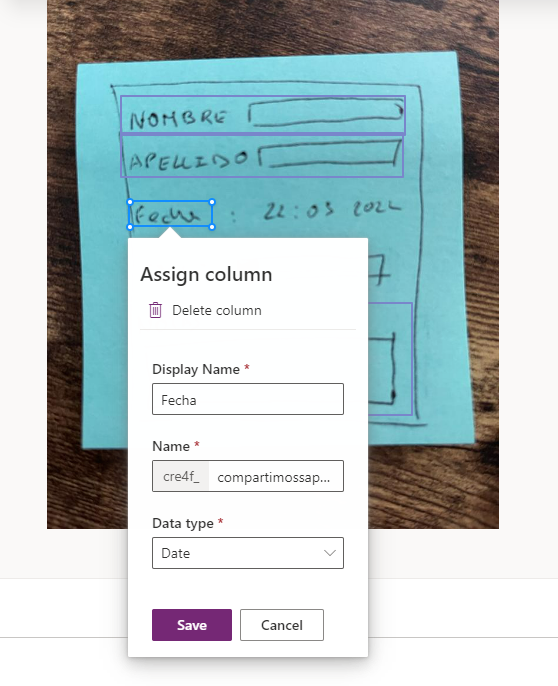 NOMBRE
APELLIDO
Fecha : 22:03 2022
7
Assign column
Delete column
Display Name *
Fecha
Name *
cre4f_ compartimossap...
Data type *
Date
Save Cancel